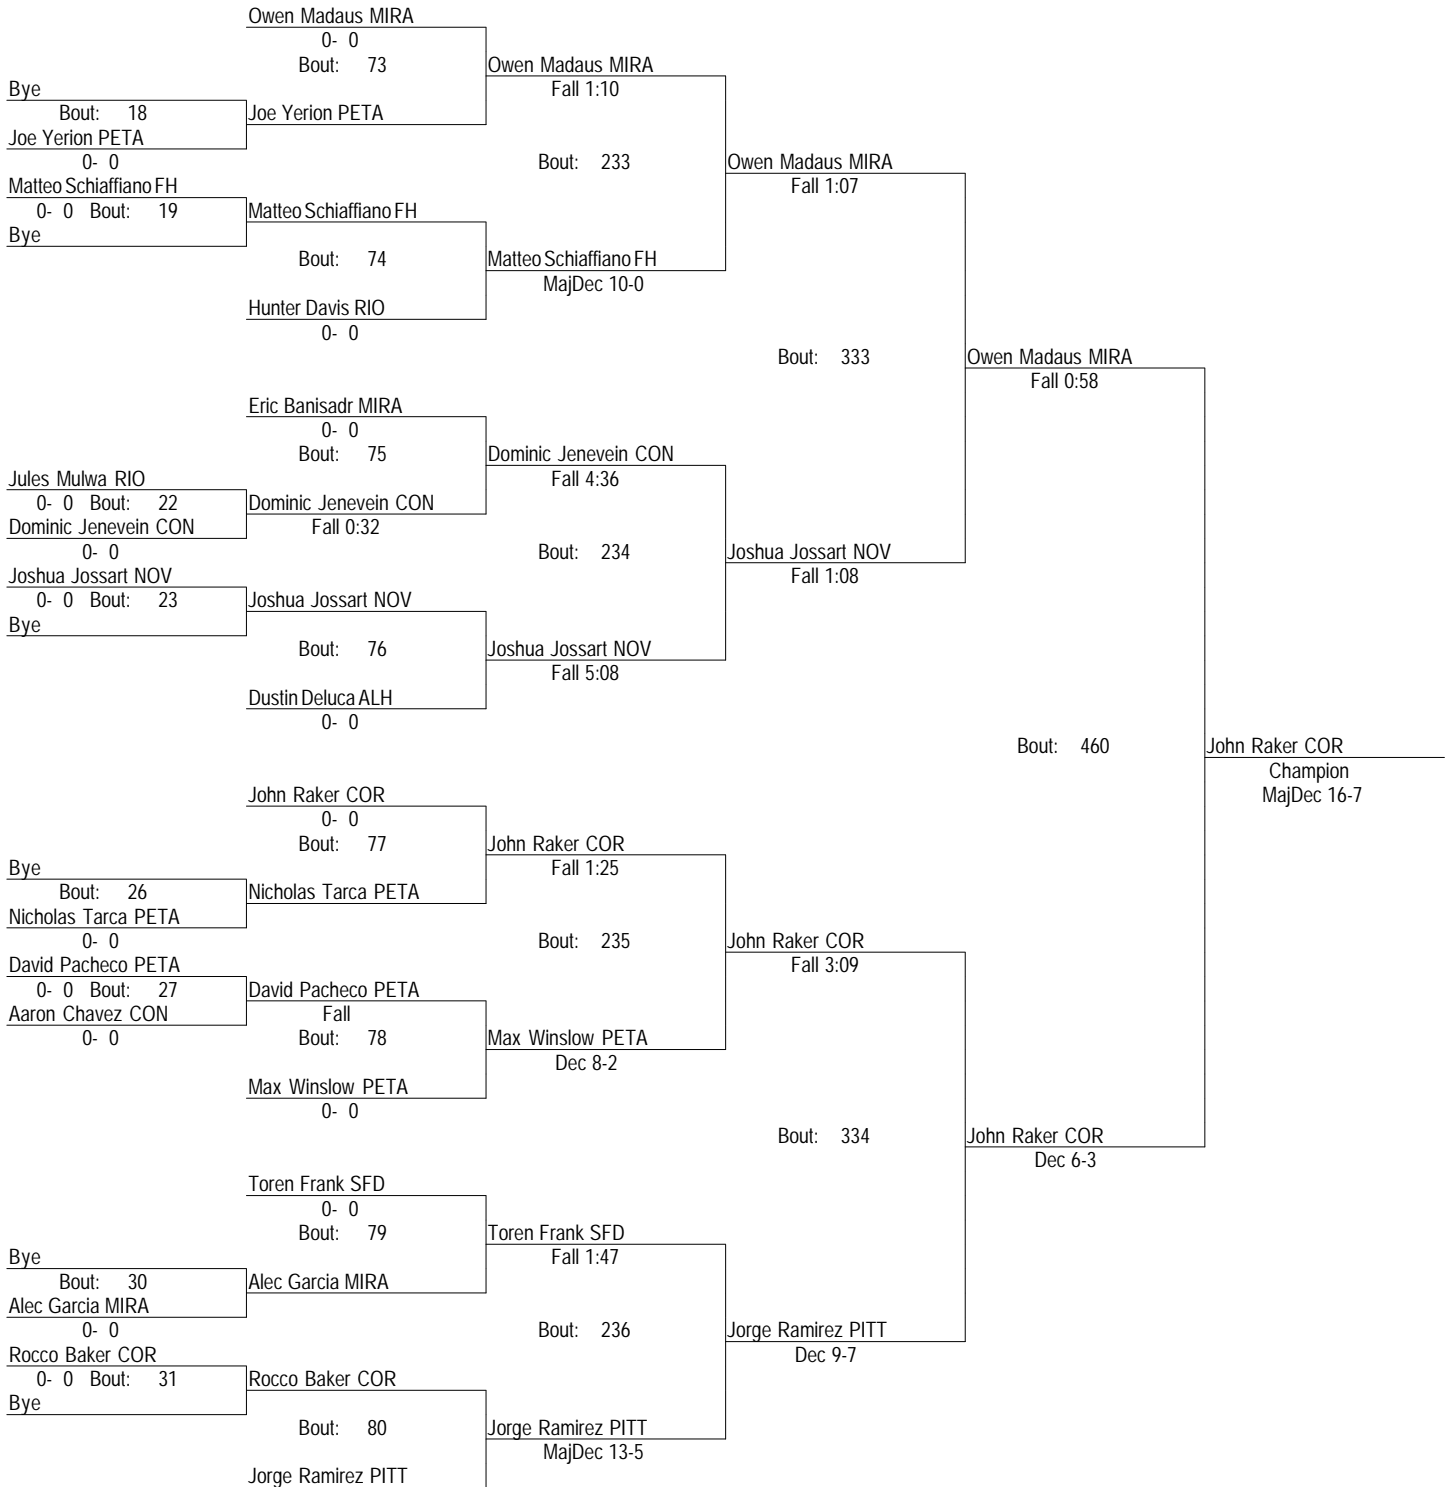 Owen Madaus MIRA
0- 0
Bout: 73
Owen Madaus MIRA
Fall 1:10
Bye
Bout: 18
Joe Yerion PETA
Joe Yerion PETA
0- 0
Bout: 233
Owen Madaus MIRA
Fall 1:07
Matteo Schiaffiano FH
0- 0 Bout: 19
Matteo Schiaffiano FH
Bye
Bout: 74
Matteo Schiaffiano FH
MajDec 10-0
Hunter Davis RIO
0- 0
Bout: 333
Owen Madaus MIRA
Fall 0:58
Eric Banisadr MIRA
0- 0
Bout: 75
Dominic Jenevein CON
Fall 4:36
Jules Mulwa RIO
0- 0 Bout: 22
Dominic Jenevein CON
Dominic Jenevein CON
Fall 0:32
0- 0
Bout: 234
Joshua Jossart NOV
Fall 1:08
Joshua Jossart NOV
0- 0 Bout: 23
Joshua Jossart NOV
Bye
Bout: 76
Joshua Jossart NOV
Fall 5:08
Dustin Deluca ALH
0- 0
Bout: 460
John Raker COR
Champion
MajDec 16-7
John Raker COR
0- 0
Bout: 77
John Raker COR
Fall 1:25
Bye
Bout: 26
Nicholas Tarca PETA
Nicholas Tarca PETA
0- 0
Bout: 235
John Raker COR
Fall 3:09
David Pacheco PETA
0- 0 Bout: 27
David Pacheco PETA
Aaron Chavez CON
Fall
0- 0
Bout: 78
Max Winslow PETA
Dec 8-2
Max Winslow PETA
0- 0
Bout: 334
John Raker COR
Dec 6-3
Toren Frank SFD
0- 0
Bout: 79
Toren Frank SFD
Fall 1:47
Bye
Bout: 30
Alec Garcia MIRA
Alec Garcia MIRA
0- 0
Bout: 236
Jorge Ramirez PITT
Dec 9-7
Rocco Baker COR
0- 0 Bout: 31
Rocco Baker COR
Bye
Bout: 80
Jorge Ramirez PITT
MajDec 13-5
Jorge Ramirez PITT